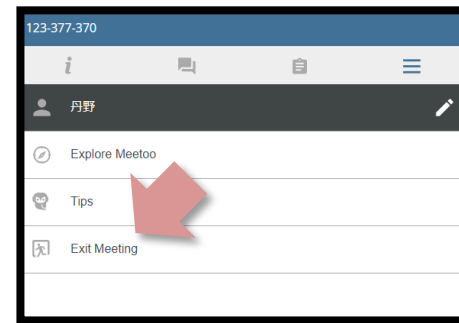 123-377-370
丹野
Explore Meetoo
Tips
Exit Meeting